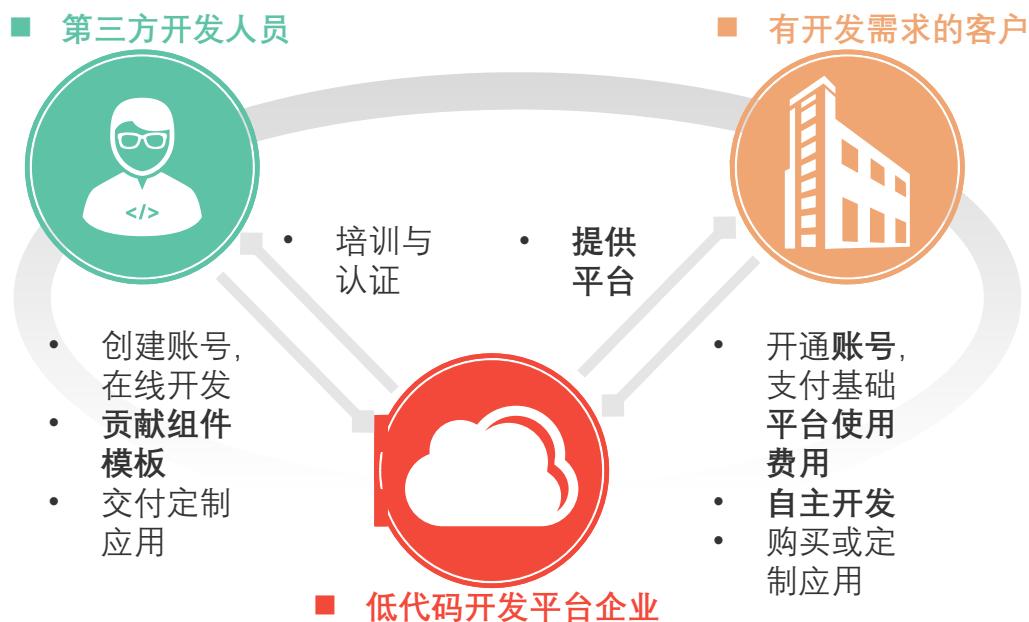 ■ 第三方开发人员
■ 有开发需求的客户
</>
• 培训与
认证
• 提供
平台
• 创建账号,
在线开发
• 贡献组件
模板
• 交付定制
应用
• 开通账号,
支付基础
平台使用
费用
• 自主开发
• 购买或定
制应用
■ 低代码开发平台企业